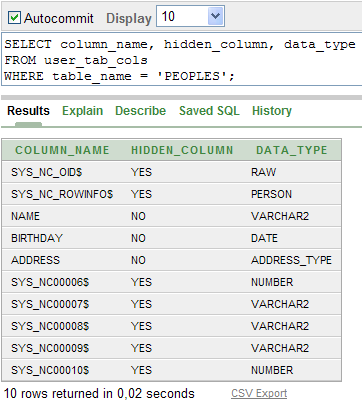 Autocommit Display 10
SELECT column_name, hidden_column, data_type
FROM user_tab_cols
WHERE table_name = 'PEOPLES';
Results Explain Describe Saved SQL History
COLUMN_NAME HIDDEN_COLUMN DATA_TYPE
SYS_NC_OID$ YES RAW
SYS_NC_ROWINFO$ YES PERSON
NAME NO VARCHAR2
BIRTHDAY NO DATE
ADDRESS NO ADDRESS_TYPE
SYS_NC00006$ YES NUMBER
SYS_NC00007$ YES VARCHAR2
SYS_NC00008$ YES VARCHAR2
SYS_NC00009$ YES VARCHAR2
SYS_NC00010$ YES NUMBER
10 rows returned in 0,02 seconds CSV Export